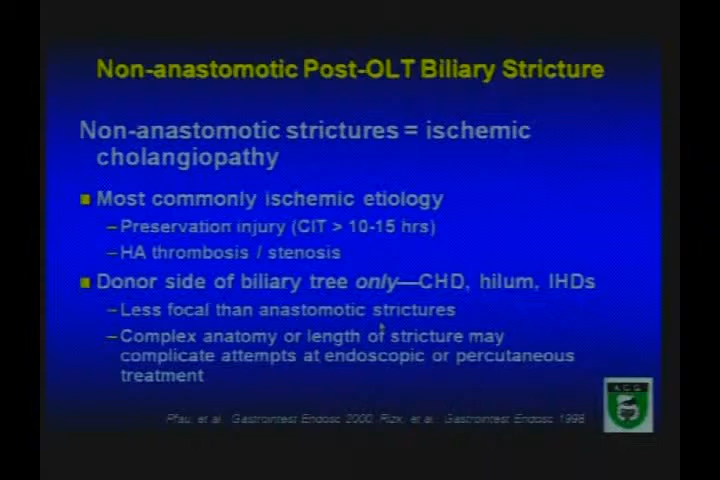 Non-anastomotic Post-OLT Biliary Stricture
Non-anastomotic strictures = ischemic
cholangiopathy
■ Most commonly ischemic etiology
–Preservation injury (CIT > 10-15 hrs)
–HA thrombosis / stenosis
■ Donor side of biliary tree only—CHD, hilum, IHDs
–Less focal than anastomotic strictures
–Complex anatomy or length of stricture may
complicate attempts at endoscopic or percutaneous
treatment
A C G
Pfau, et al. Gastrointest Endosc 2000; Rizk, et al. Gastrointest Endosc 1998